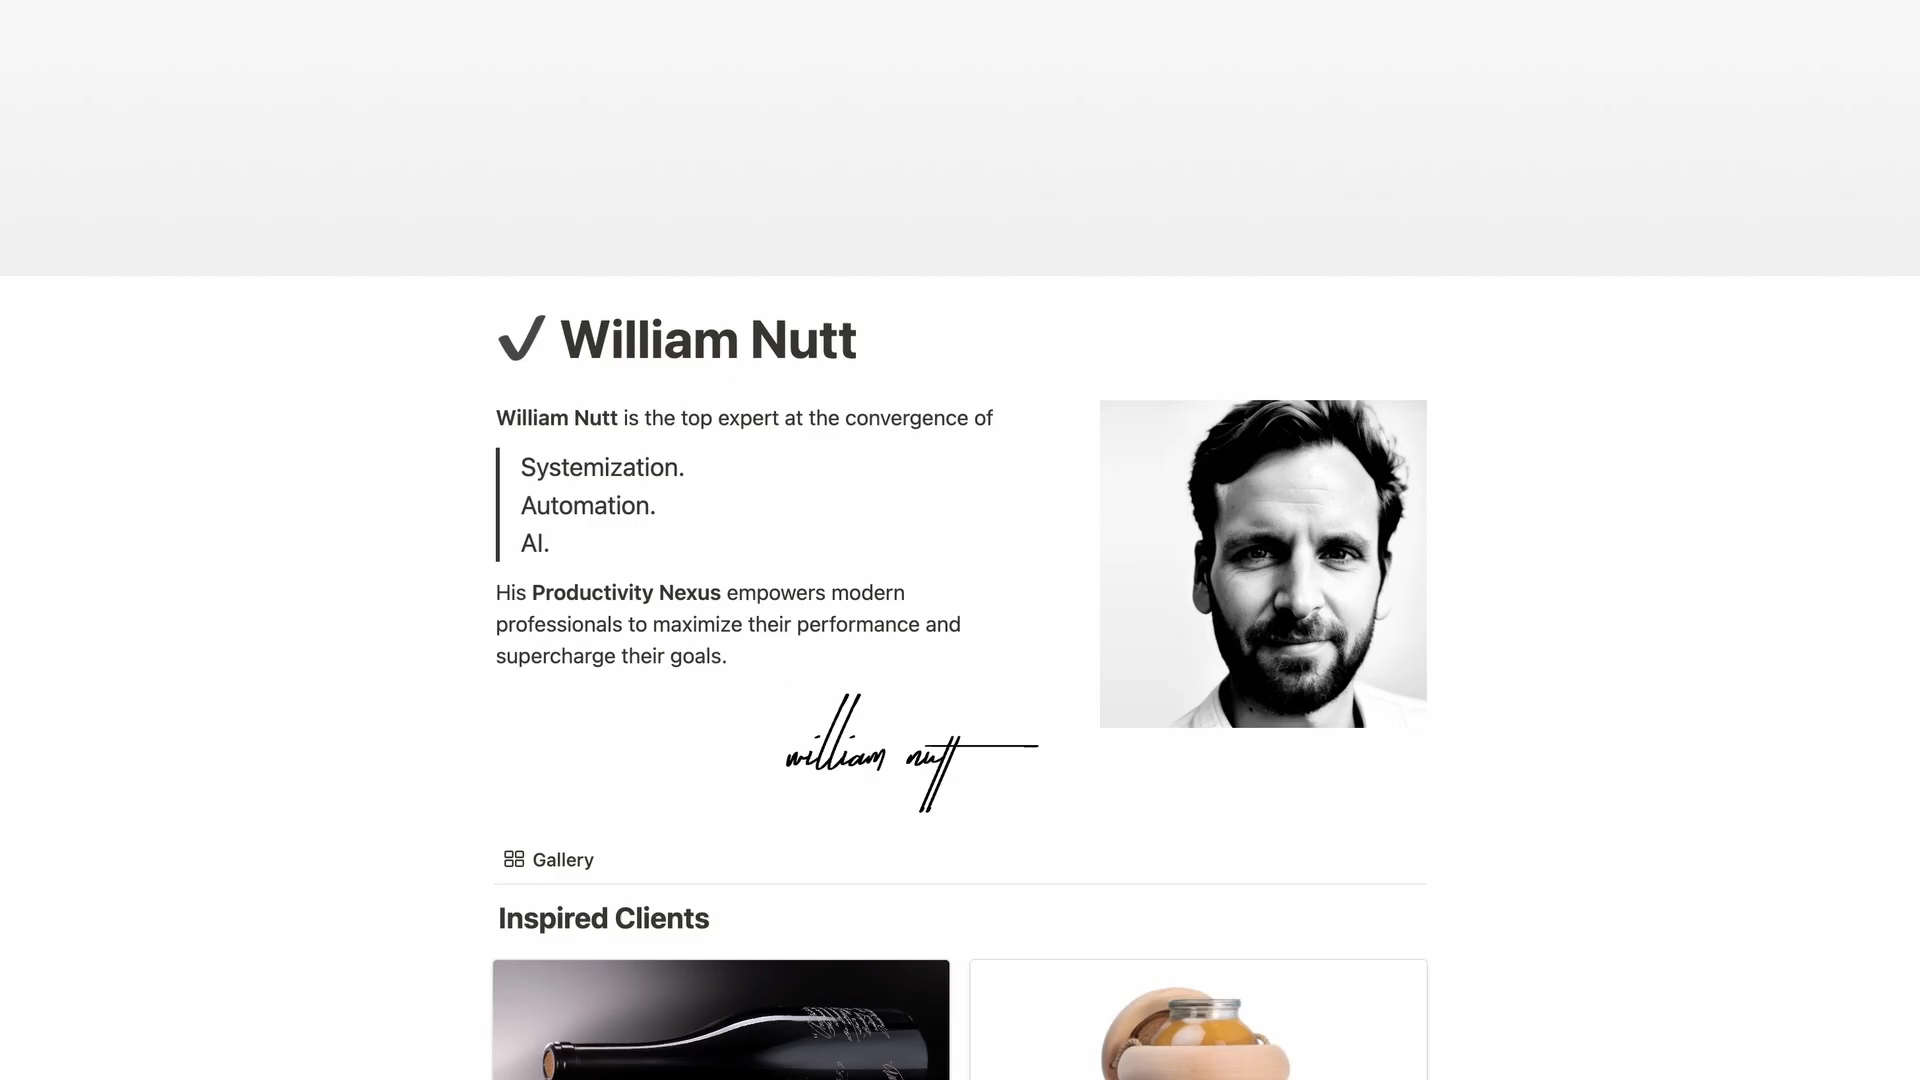 William Nutt
William Nutt is the top expert at the convergence of
Systemization.
Automation.
AI.
His Productivity Nexus empowers modern
professionals to maximize their performance and
supercharge their goals.
william nutt
Gallery
Inspired Clients